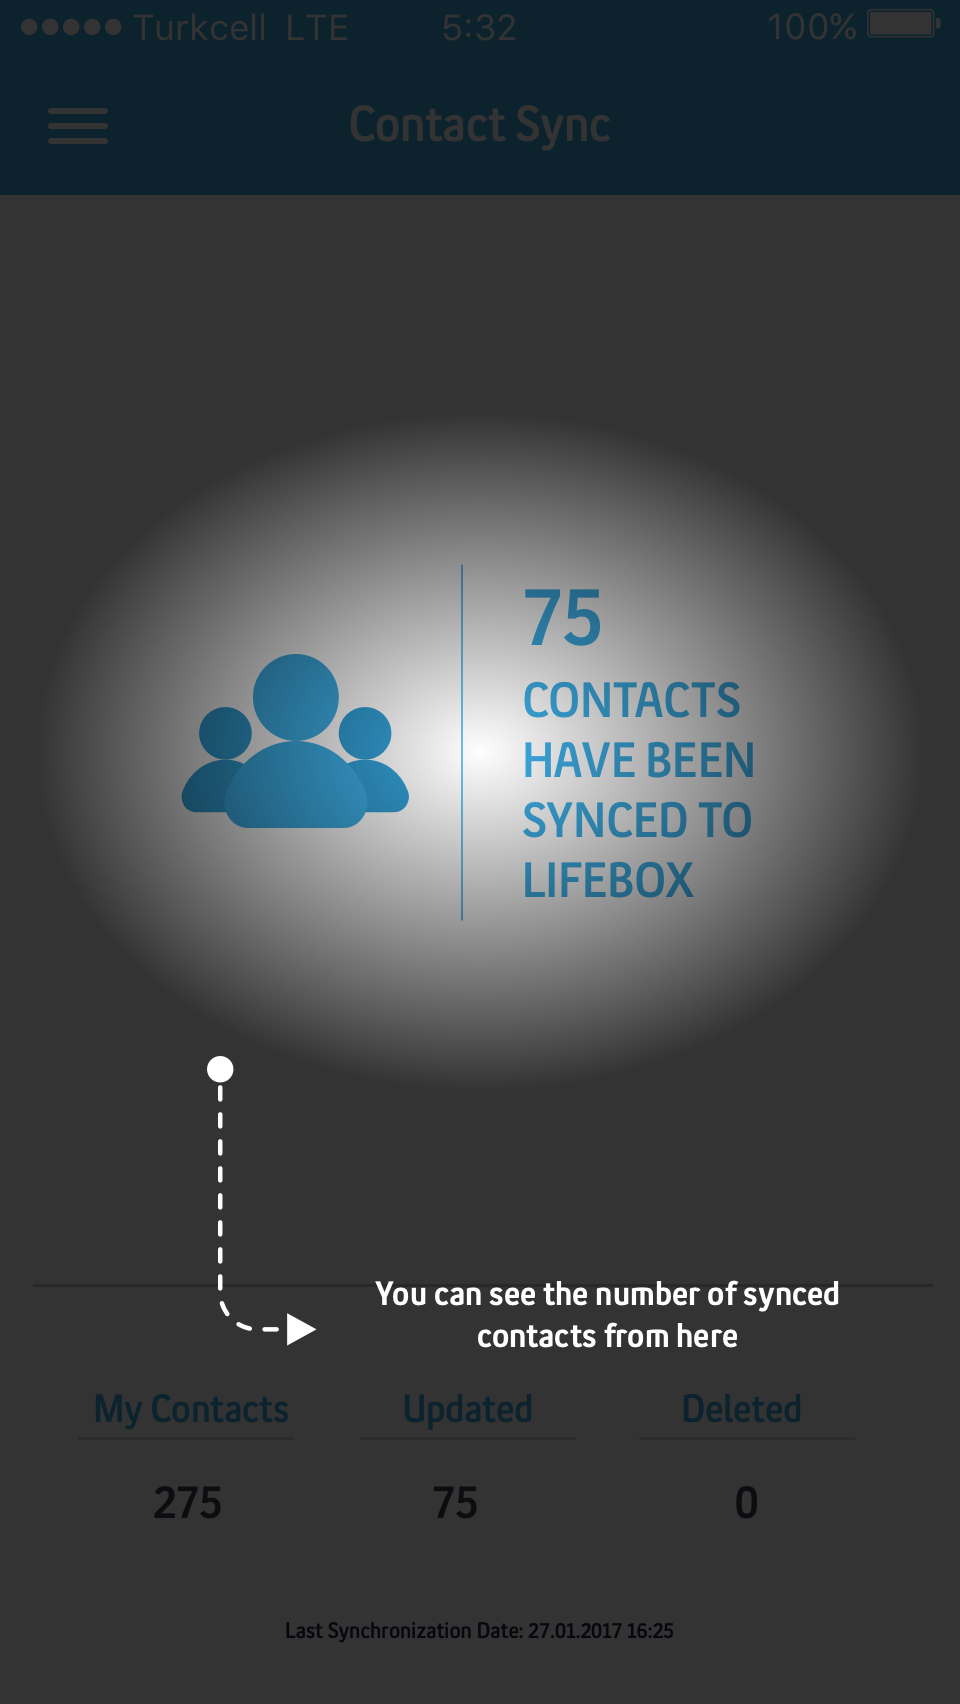 Turkcell LTE 5:32 100%
Contact Sync
75
CONTACTS
HAVE BEEN
SYNCED TO
LIFEBOX
You can see the number of synced
contacts from here
My Contacts Updated Deleted
275 75 0
Last Synchronization Date: 27.01.2017 16:25